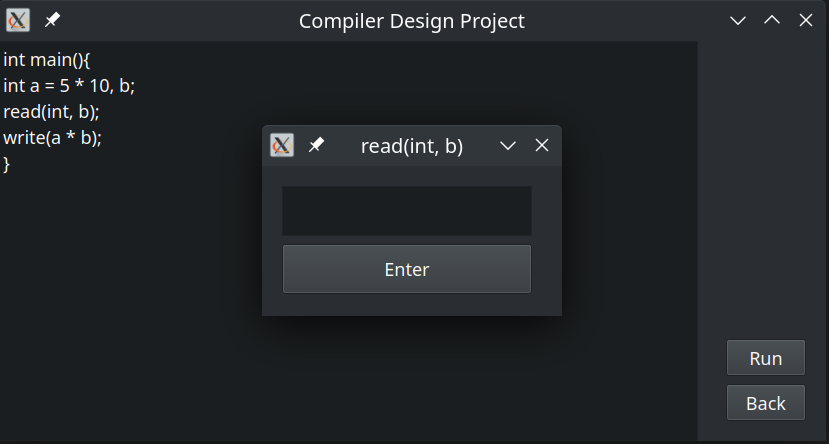 Compiler Design Project
int main(){
int a = 5 * 10, b;
read(int, b);
write(a * b);
}
read(int, b)
Enter
Run
Back